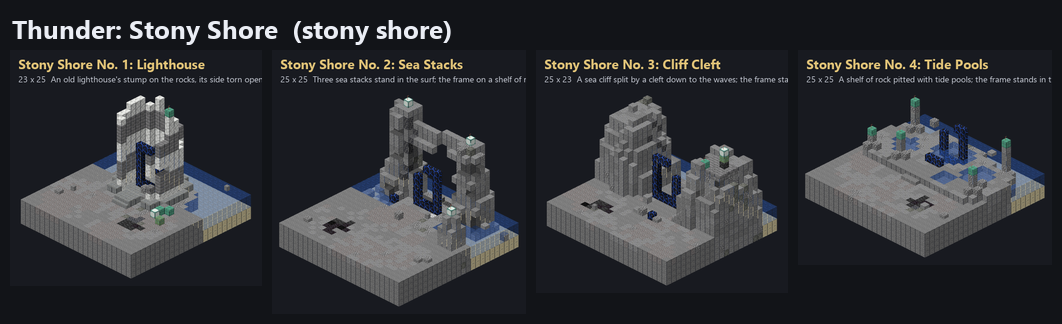 Thunder: Stony Shore (stony shore)
Stony Shore No. 1: Lighthouse
23 x 25 An old lighthouse's stump on the rocks, its side torn open
Stony Shore No. 2: Sea Stacks
25 x 25 Three sea stacks stand in the surf; the frame on a shelf of r
Stony Shore No. 3: Cliff Cleft
25 x 23 A sea cliff split by a cleft down to the waves; the frame sta
Stony Shore No. 4: Tide Pools
25 x 25 A shelf of rock pitted with tide pools; the frame stands in t